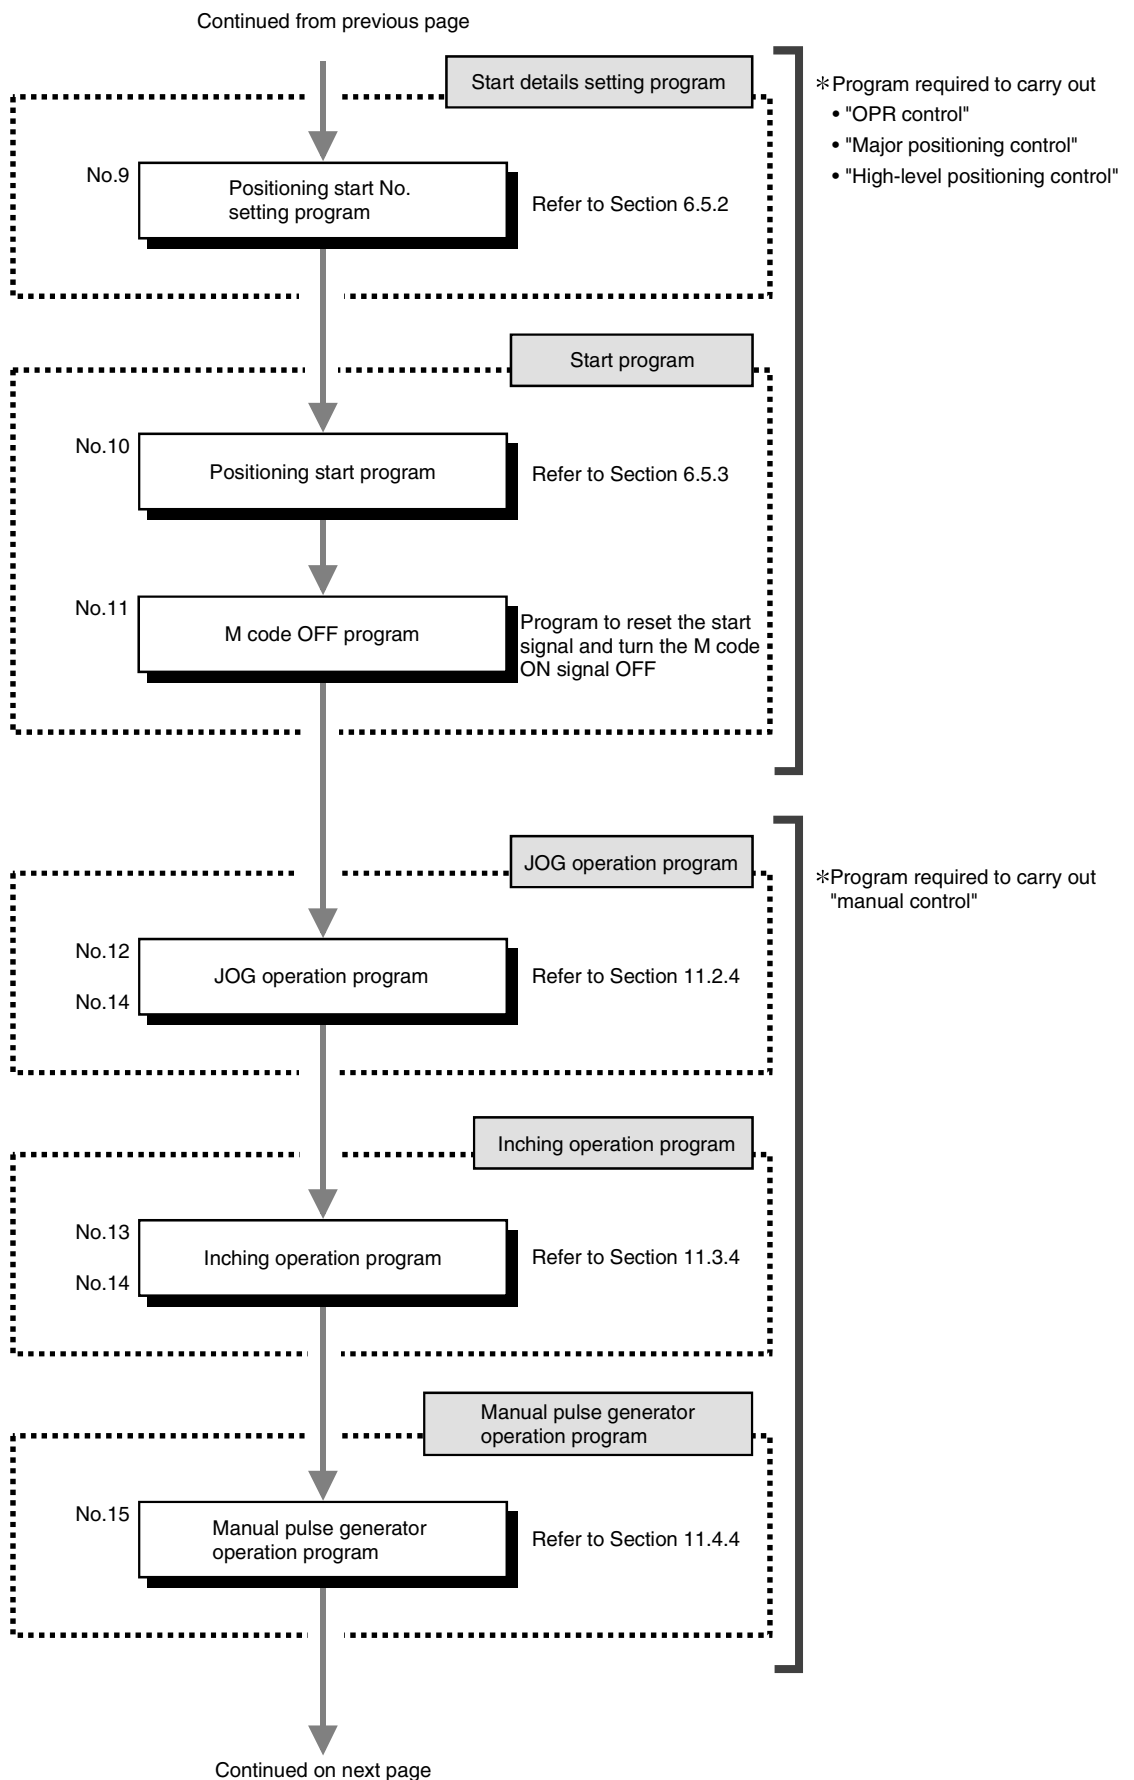 Continued from previous page
Start details setting program
✳Program required to carry out
• "OPR control"
• "Major positioning control"
• "High-level positioning control"
No.9
Positioning start No.
setting program
Refer to Section 6.5.2
Start program
No.10
Positioning start program
Refer to Section 6.5.3
No.11
M code OFF program
Program to reset the start
signal and turn the M code
ON signal OFF
JOG operation program
✳Program required to carry out
"manual control"
No.12
JOG operation program
Refer to Section 11.2.4
No.14
Inching operation program
No.13
Inching operation program
Refer to Section 11.3.4
No.14
Manual pulse generator
operation program
No.15
Manual pulse generator
operation program
Refer to Section 11.4.4
Continued on next page